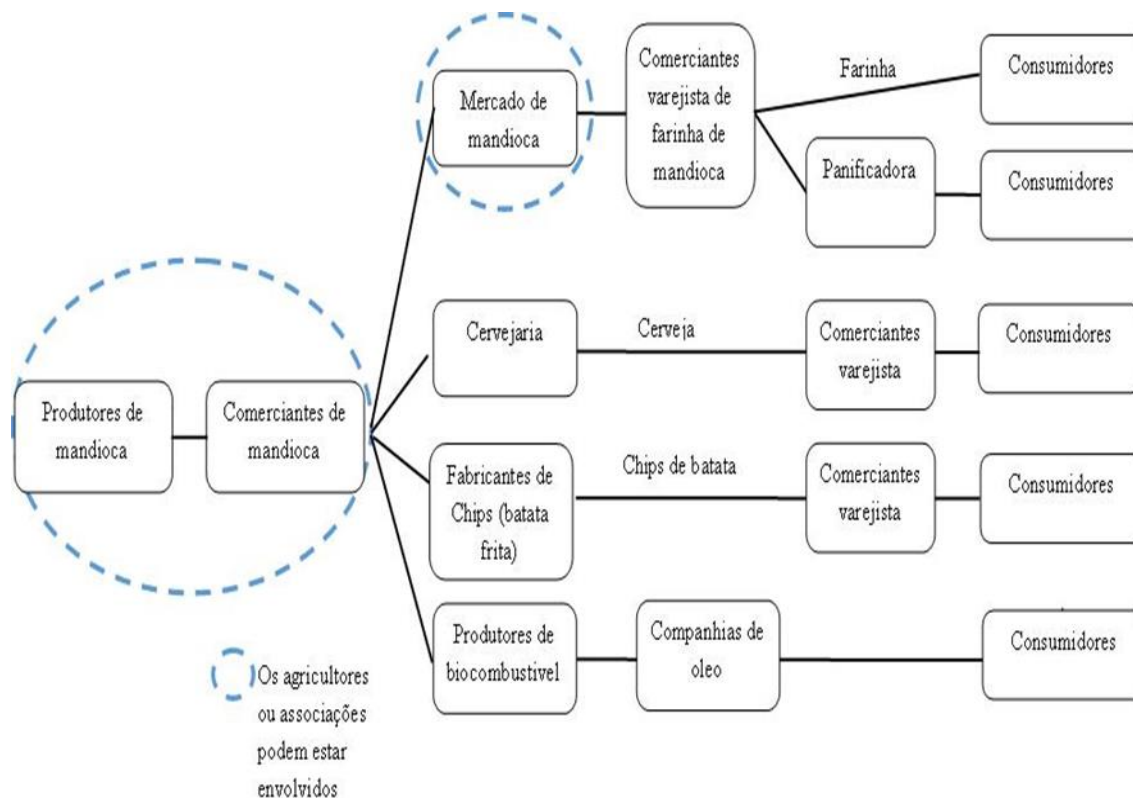 Mercado de
mandioca
Comerciantes
varejista de
farinha de
mandioca
Farinha
Consumidores
Panificadora
Consumidores
Cervejaria
Cerveja
Comerciantes
varejista
Consumidores
Produtores de
mandioca
Comerciantes de
mandioca
Fabricantes de
Chips (batata
frita)
Chips de batata
Comerciantes
varejista
Consumidores
Produtores de
biocombustivel
Companhias de
oleo
Consumidores
Os agricultores
ou associações
podem estar
envolvidos